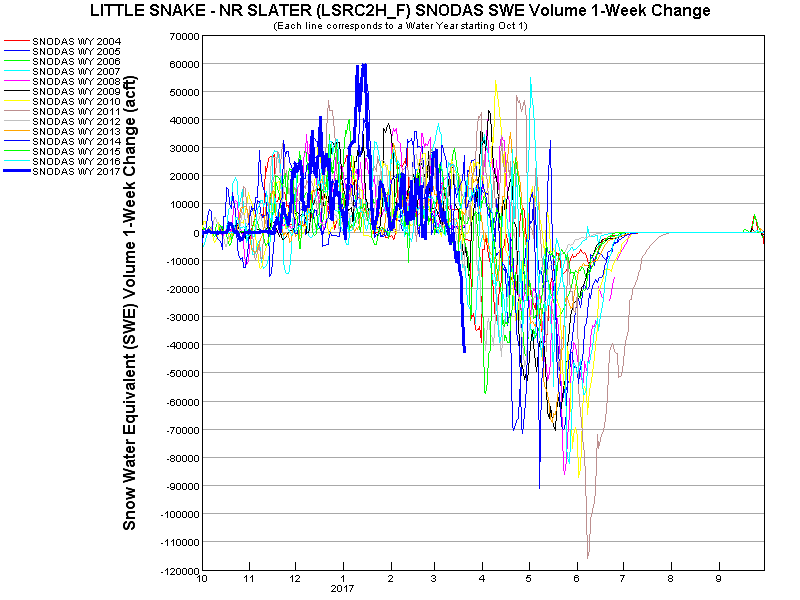 LITTLE SNAKE - NR SLATER (LSRC2H_F) SNODAS SWE Volume 1-Week Change
(Each line corresponds to a Water Year starting Oct 1)
SNODAS WY 2004
SNODAS WY 2005
SNODAS WY 2006
SNODAS WY 2007
SNODAS WY 2008
SNODAS WY 2009
SNODAS WY 2010
SNODAS WY 2011
SNODAS WY 2012
SNODAS WY 2013
SNODAS WY 2014
SNODAS WY 2015
SNODAS WY 2016
SNODAS WY 2017
Snow Water Equivalent (SWE) Volume 1-Week Change (acft)
70000
60000
50000
40000
30000
20000
10000
0
-10000
-20000
-30000
-40000
-50000
-60000
-70000
-80000
-90000
-100000
-110000
-120000
10 11 12 1 2 3 4 5 6 7 8 9
2017